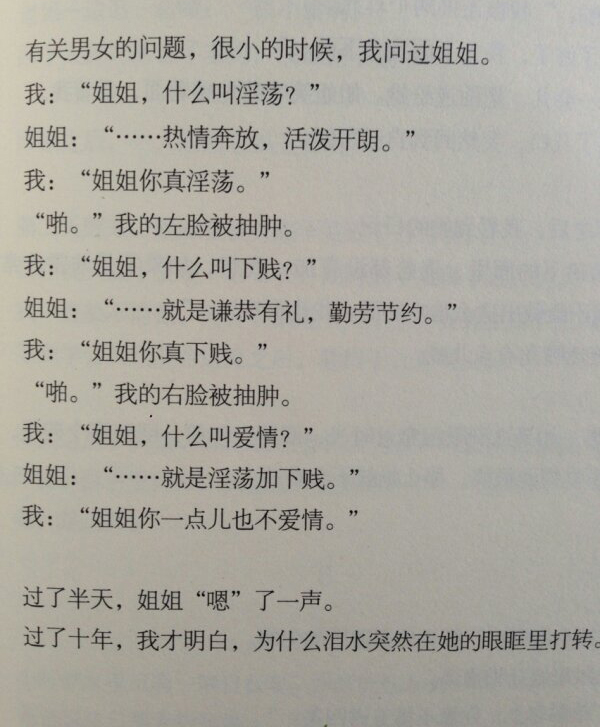 有关男女的问题，很小的时候，我问过姐姐。
我：“姐姐，什么叫淫荡？”
姐姐：“……热情奔放，活泼开朗。”
我：“姐姐你真淫荡。”
“啪。”我的左脸被抽肿。
我：“姐姐，什么叫下贱？”
姐姐：“……就是谦恭有礼，勤劳节约。”
我：“姐姐你真下贱。”
“啪。”我的右脸被抽肿。
我：“姐姐，什么叫爱情？”
姐姐：“……就是淫荡加下贱。”
我：“姐姐你一点儿也不爱情。”
过了半天，姐姐“嗯”了一声。
过了十年，我才明白，为什么泪水突然在她的眼眶里打转。